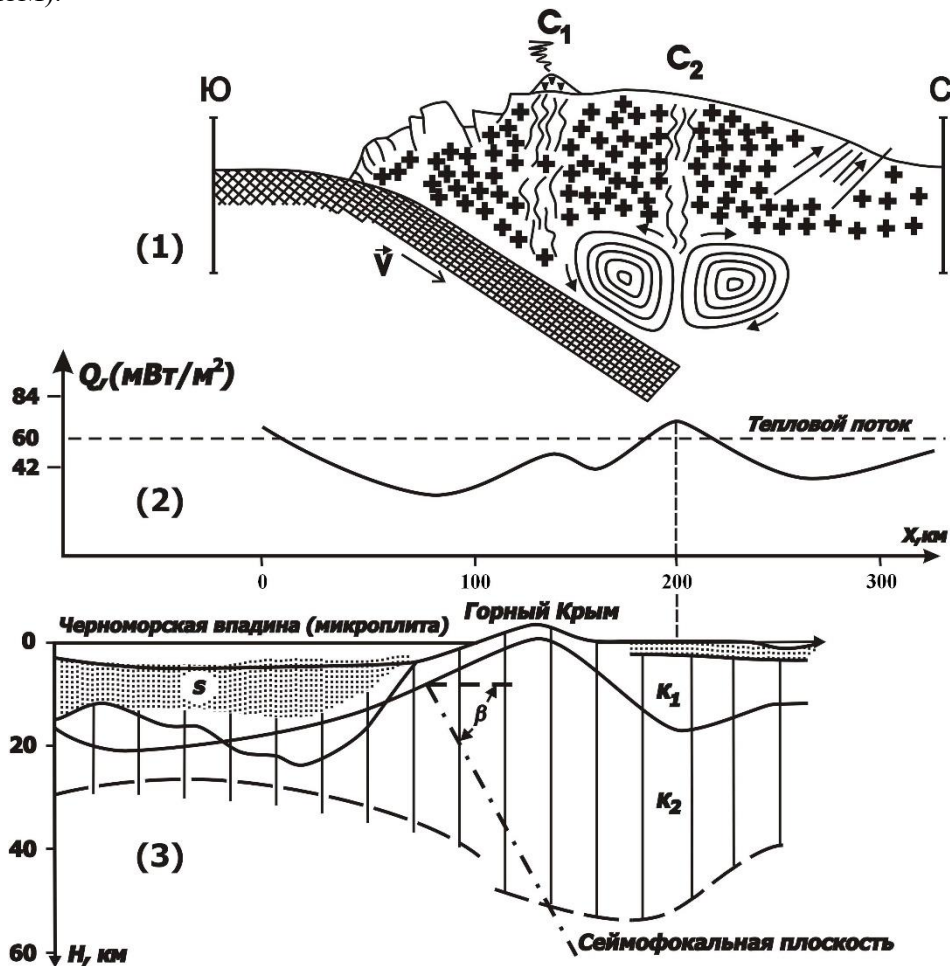 C1
C2
Ю
С
(1)
V
Q,(мВт/м²)
84
60
42
Тепловой поток
(2)
X,км
0
100
200
300
Черноморская впадина (микроплита)
Горный Крым
0
S
β
K1
20
K2
40
(3)
Сеймофокальная плоскость
60
H, км